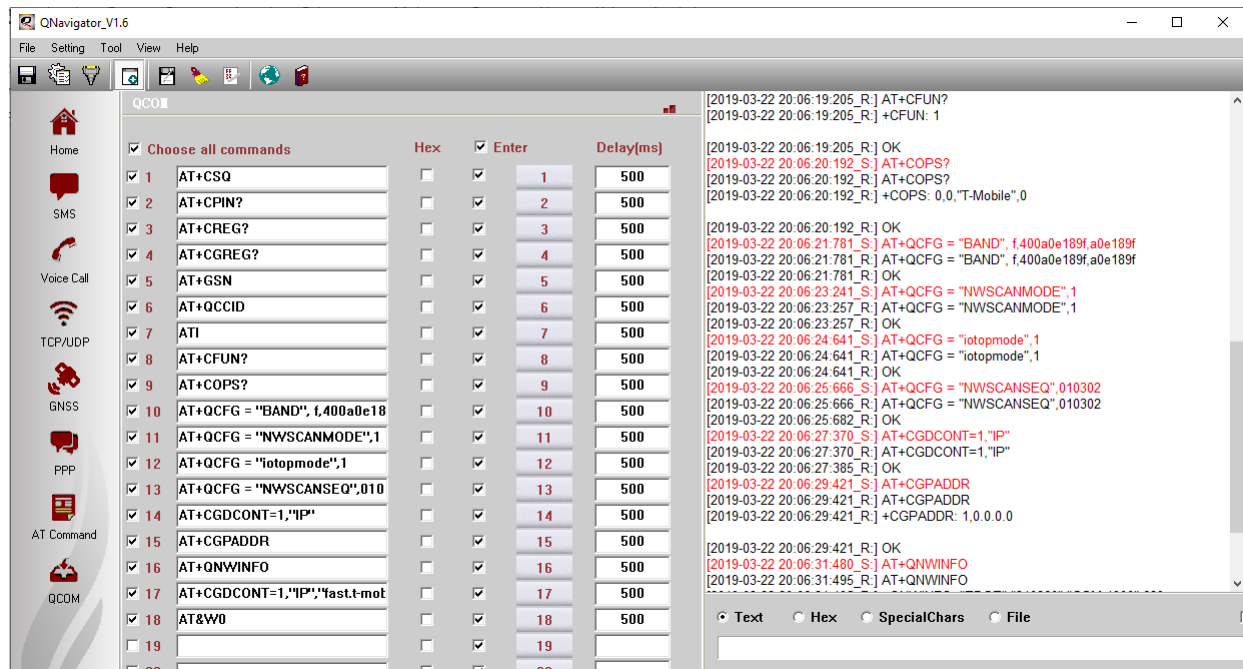 QNavigator_V1.6
File Setting Tool View Help
QCOM
Home
SMS
Voice Call
TCP/UDP
GNSS
PPP
AT Command
QCOM
Choose all commands Hex Enter Delay(ms)
1 AT+CSQ 1 500
2 AT+CPIN? 2 500
3 AT+CREG? 3 500
4 AT+CGREG? 4 500
5 AT+GSN 5 500
6 AT+QCCID 6 500
7 ATI 7 500
8 AT+CFUN? 8 500
9 AT+COPS? 9 500
10 AT+QCFG = "BAND", f,400a0e18 10 500
11 AT+QCFG = "NWSCANMODE",1 11 500
12 AT+QCFG = "iotopmode",1 12 500
13 AT+QCFG = "NWSCANSEQ",010 13 500
14 AT+CGDCONT=1,"IP" 14 500
15 AT+CGPADDR 15 500
16 AT+QNWINFO 16 500
17 AT+CGDCONT=1,"IP","fast.t-mot 17 500
18 AT&W0 18 500
19 19
[2019-03-22 20:06:19:205_R:] AT+CFUN?
[2019-03-22 20:06:19:205_R:] +CFUN: 1
[2019-03-22 20:06:19:205_R:] OK
[2019-03-22 20:06:20:192_S:] AT+COPS?
[2019-03-22 20:06:20:192_R:] AT+COPS?
[2019-03-22 20:06:20:192_R:] +COPS: 0,0,"T-Mobile",0
[2019-03-22 20:06:20:192_R:] OK
[2019-03-22 20:06:21:781_S:] AT+QCFG = "BAND", f,400a0e189f,a0e189f
[2019-03-22 20:06:21:781_R:] AT+QCFG = "BAND", f,400a0e189f,a0e189f
[2019-03-22 20:06:21:781_R:] OK
[2019-03-22 20:06:23:241_S:] AT+QCFG = "NWSCANMODE",1
[2019-03-22 20:06:23:257_R:] AT+QCFG = "NWSCANMODE",1
[2019-03-22 20:06:23:257_R:] OK
[2019-03-22 20:06:24:641_S:] AT+QCFG = "iotopmode",1
[2019-03-22 20:06:24:641_R:] AT+QCFG = "iotopmode",1
[2019-03-22 20:06:24:641_R:] OK
[2019-03-22 20:06:25:666_S:] AT+QCFG = "NWSCANSEQ",010302
[2019-03-22 20:06:25:666_R:] AT+QCFG = "NWSCANSEQ",010302
[2019-03-22 20:06:25:682_R:] OK
[2019-03-22 20:06:27:370_S:] AT+CGDCONT=1,"IP"
[2019-03-22 20:06:27:370_R:] AT+CGDCONT=1,"IP"
[2019-03-22 20:06:27:385_R:] OK
[2019-03-22 20:06:29:421_S:] AT+CGPADDR
[2019-03-22 20:06:29:421_R:] AT+CGPADDR
[2019-03-22 20:06:29:421_R:] +CGPADDR: 1,0.0.0.0
[2019-03-22 20:06:29:421_R:] OK
[2019-03-22 20:06:31:480_S:] AT+QNWINFO
[2019-03-22 20:06:31:495_R:] AT+QNWINFO
Text Hex SpecialChars File